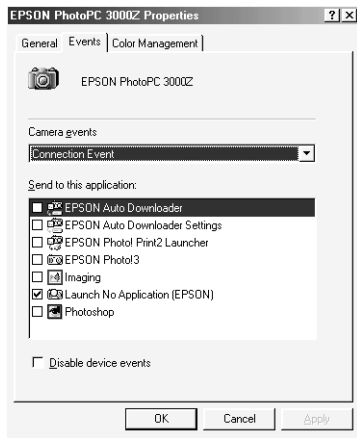 EPSON PhotoPC 3000Z Properties
General Events Color Management
EPSON PhotoPC 3000Z
Camera events
Connection Event
Send to this application:
EPSON Auto Downloader
EPSON Auto Downloader Settings
EPSON Photo! Print2 Launcher
EPSON Photo!3
Imaging
Launch No Application (EPSON)
Photoshop
Disable device events
OK Cancel Apply